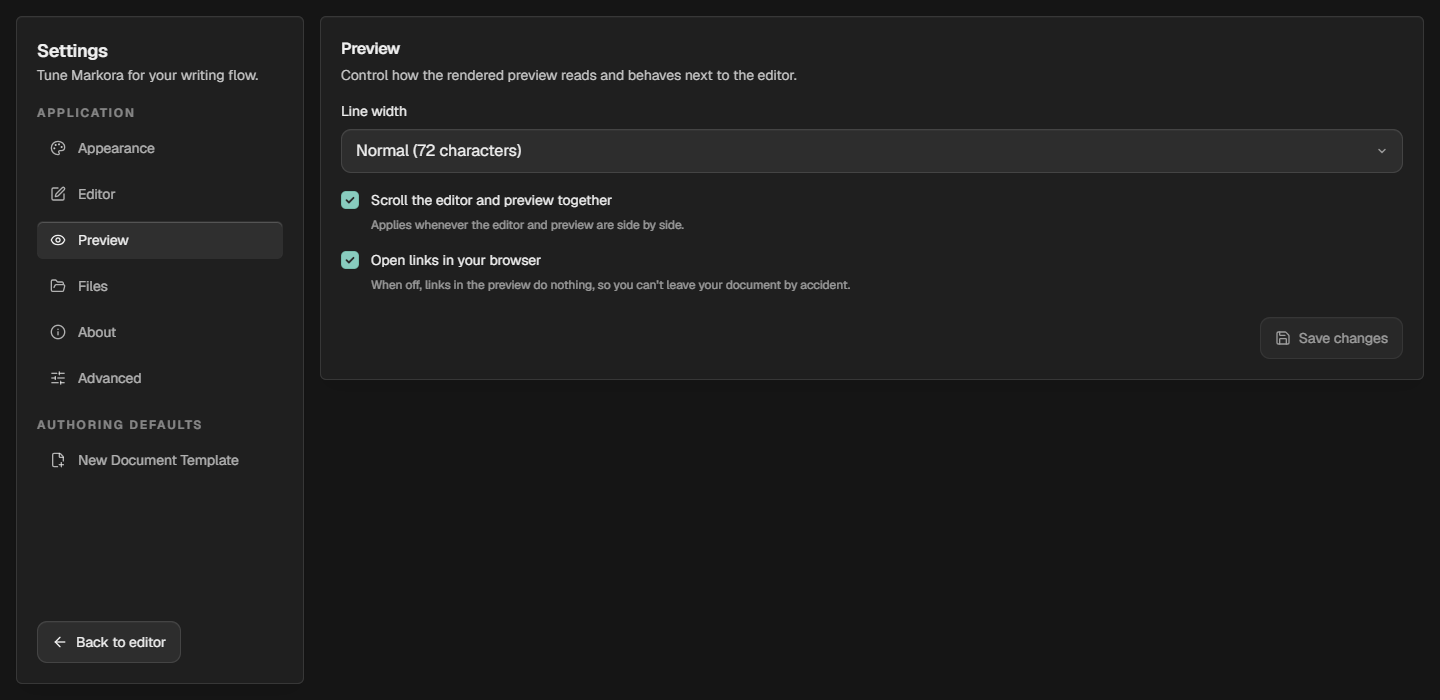 Settings
Tune Markora for your writing flow.
APPLICATION
Appearance
Editor
Preview
Files
About
Advanced
AUTHORING DEFAULTS
New Document Template
Back to editor
Preview
Control how the rendered preview reads and behaves next to the editor.
Line width
Normal (72 characters)
Scroll the editor and preview together
Applies whenever the editor and preview are side by side.
Open links in your browser
When off, links in the preview do nothing, so you can't leave your document by accident.
Save changes